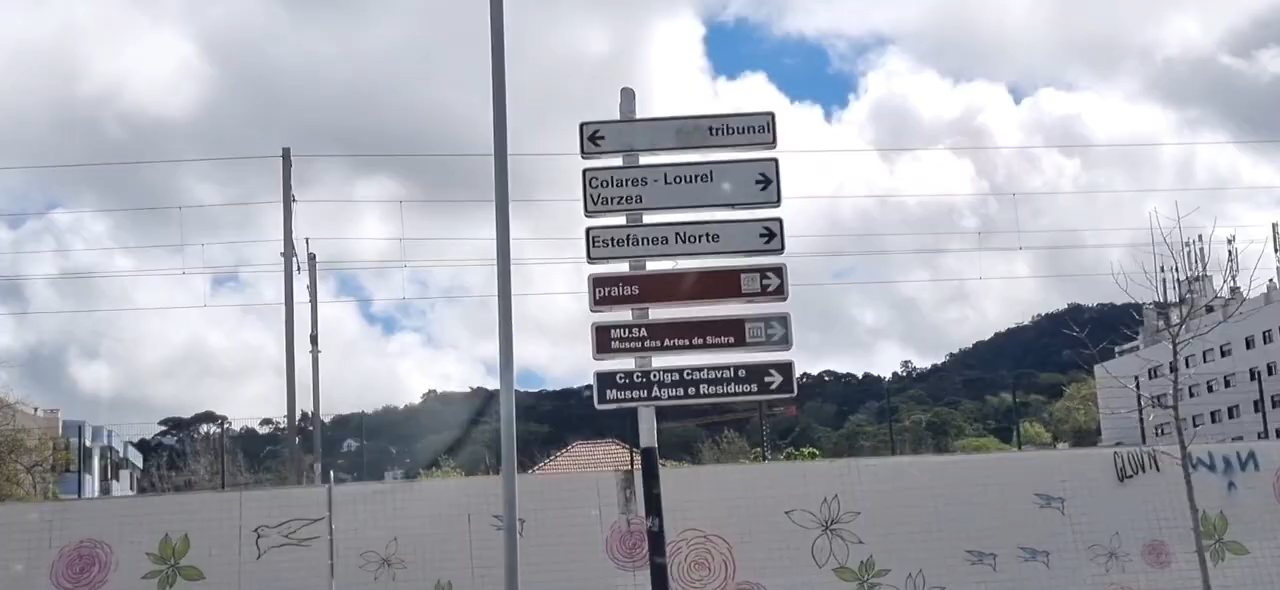 tribunal
Colares - Lourel
Varzea
Estefânea Norte
praias
MU.SA
Museu das Artes de Sintra
C. C. Olga Cadaval e
Museu Água e Resíduos